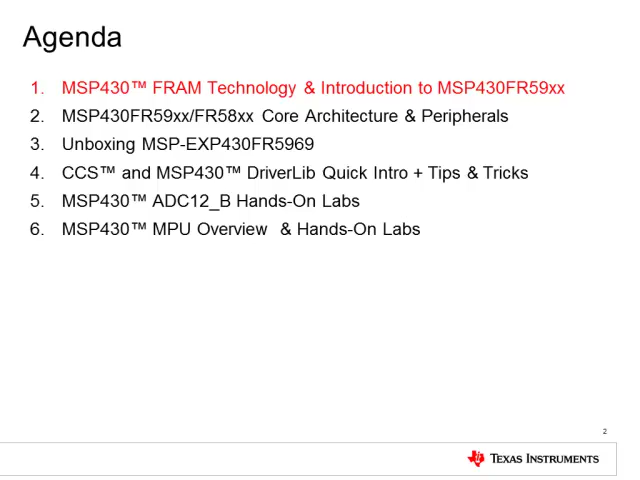 Agenda
1. MSP430™ FRAM Technology & Introduction to MSP430FR59xx
2. MSP430FR59xx/FR58xx Core Architecture & Peripherals
3. Unboxing MSP-EXP430FR5969
4. CCS™ and MSP430™ DriverLib Quick Intro + Tips & Tricks
5. MSP430™ ADC12_B Hands-On Labs
6. MSP430™ MPU Overview & Hands-On Labs
2
TEXAS INSTRUMENTS